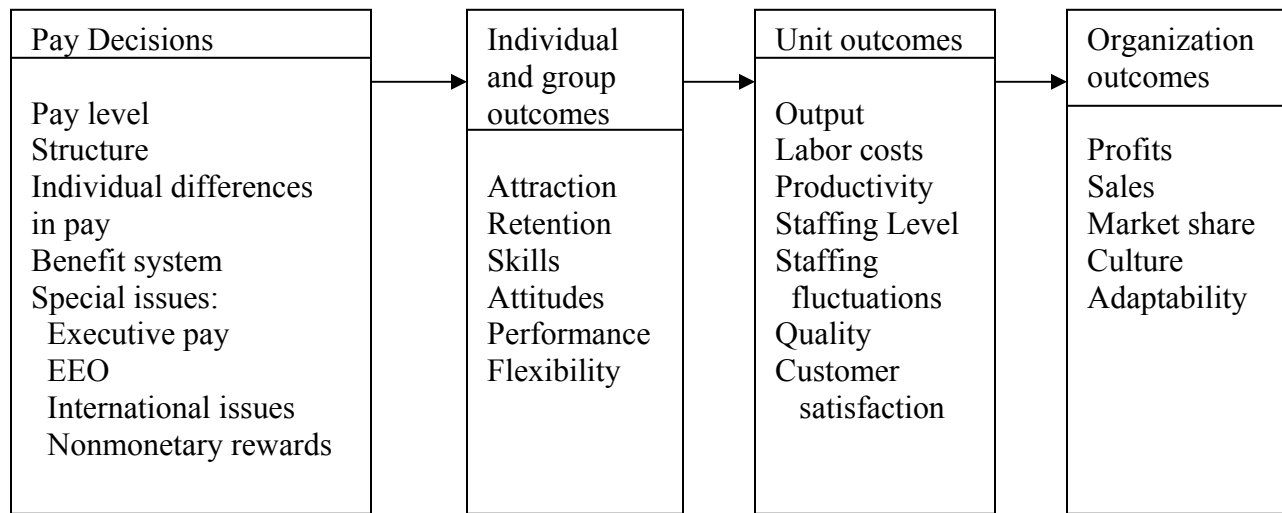 Pay Decisions
Pay level
Structure
Individual differences
in pay
Benefit system
Special issues:
Executive pay
EEO
International issues
Nonmonetary rewards
Individual
and group
outcomes
Attraction
Retention
Skills
Attitudes
Performance
Flexibility
Unit outcomes
Output
Labor costs
Productivity
Staffing Level
Staffing
fluctuations
Quality
Customer
satisfaction
Organization
outcomes
Profits
Sales
Market share
Culture
Adaptability